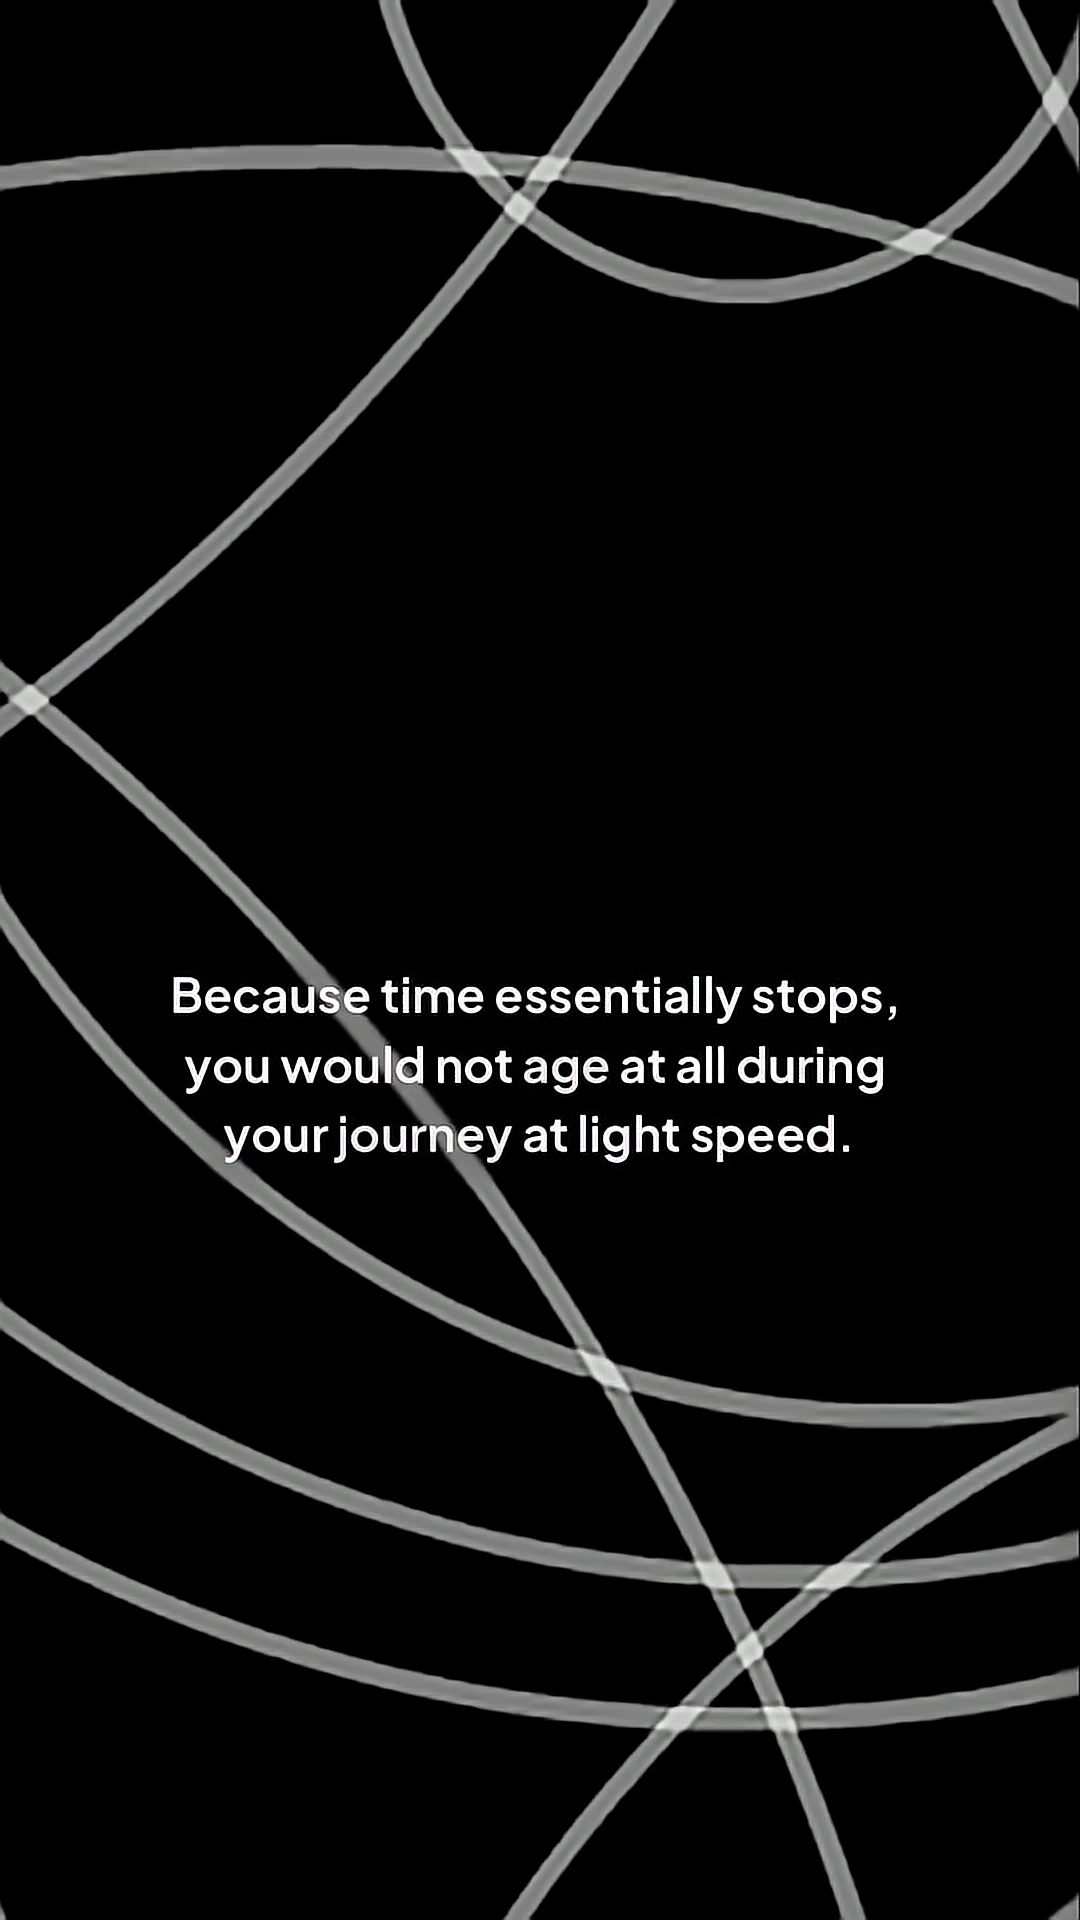 Because time essentially stops,
you would not age at all during
your journey at light speed.